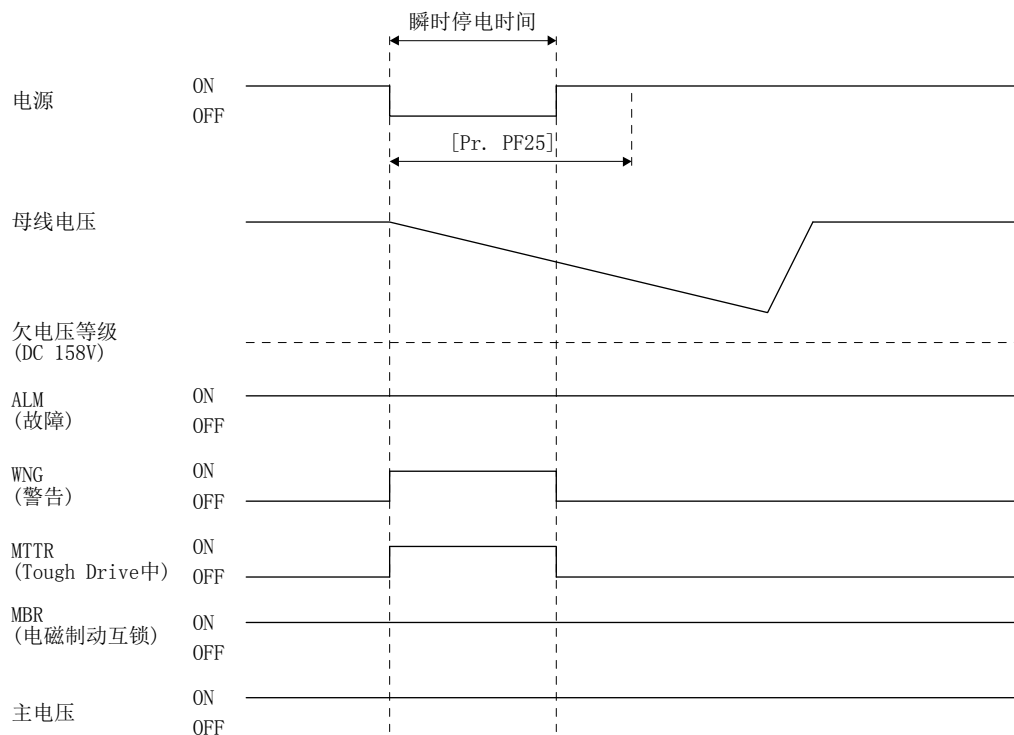 瞬时停电时间
电源
ON
OFF
[Pr. PF25]
母线电压
欠电压等级
(DC 158V)
ALM
(故障)
ON
OFF
WNG
(警告)
ON
OFF
MTTR
(Tough Drive中)
ON
OFF
MBR
(电磁制动互锁)
ON
OFF
主电压
ON
OFF